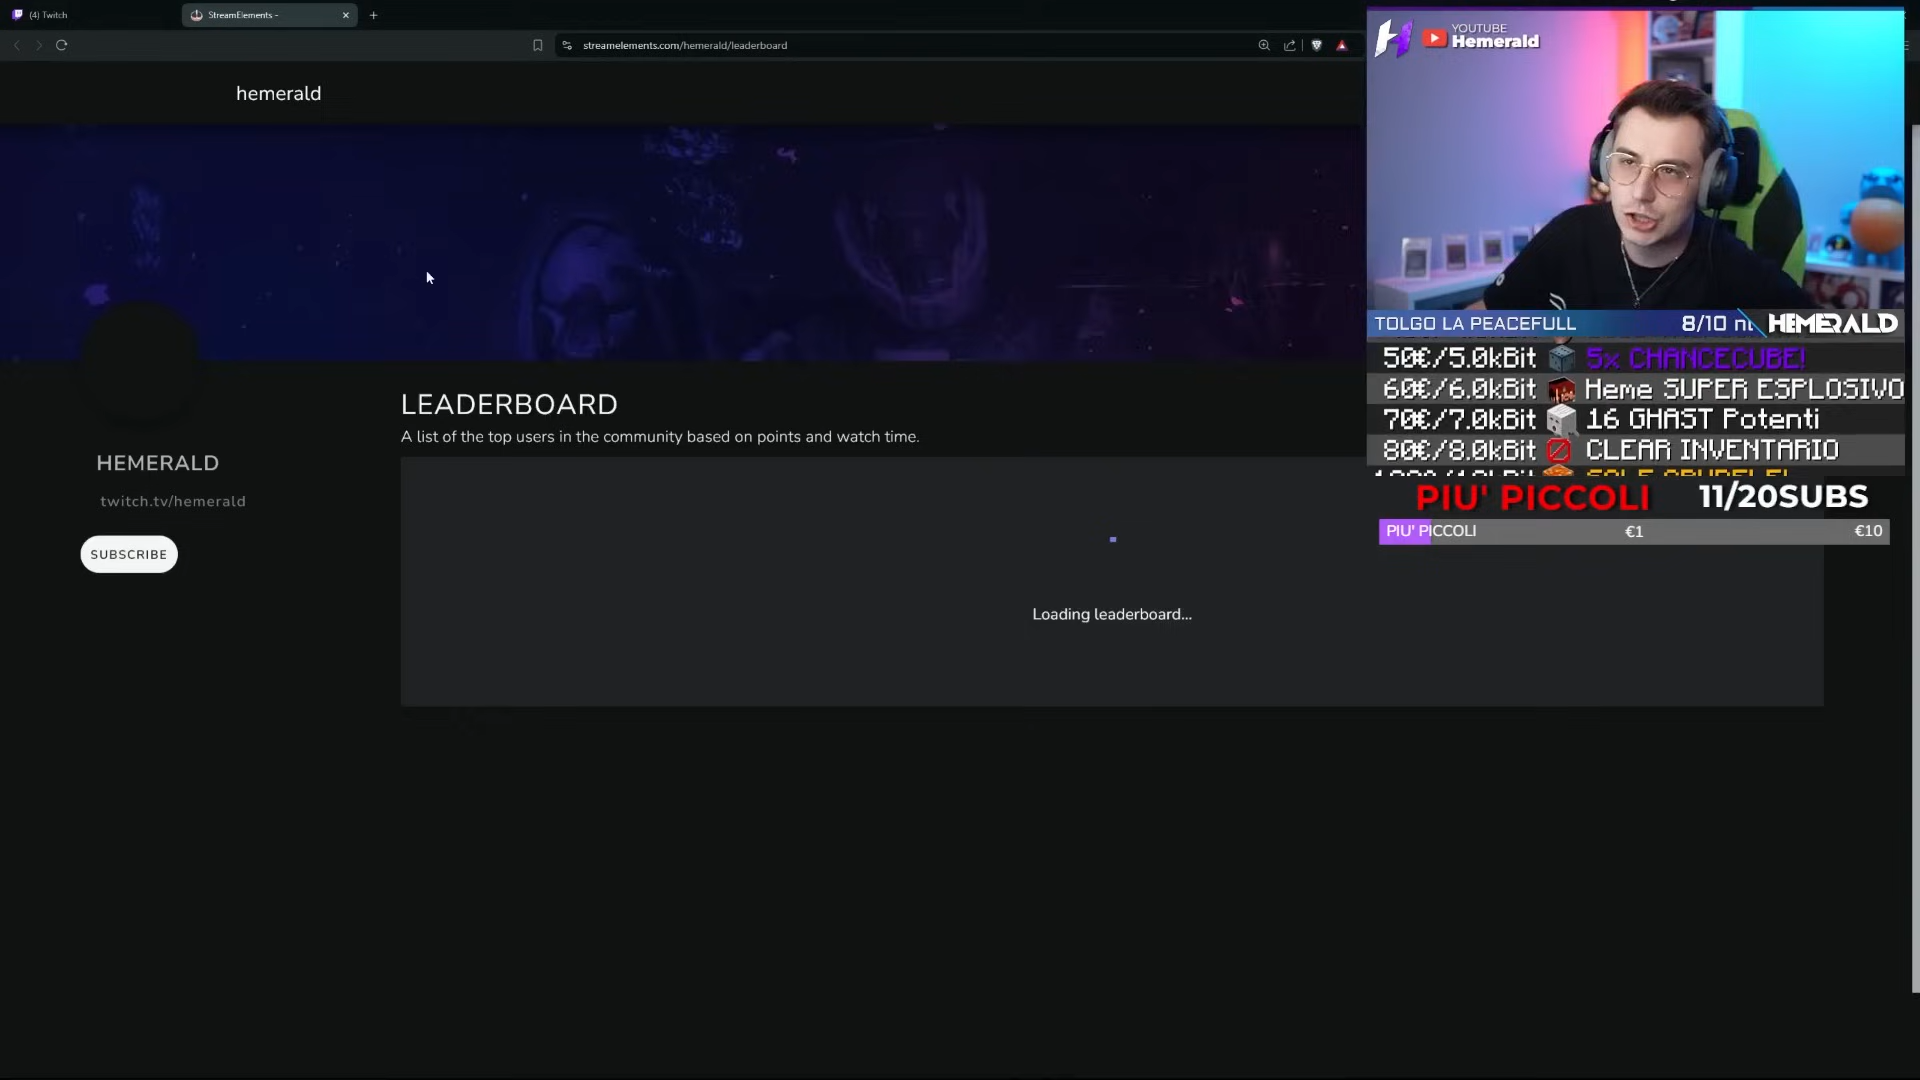 (4) Twitch
StreamElements -
streamelements.com/hemerald/leaderboard
hemerald
LEADERBOARD
A list of the top users in the community based on points and watch time.
HEMERALD
twitch.tv/hemerald
SUBSCRIBE
Loading leaderboard...
YOUTUBE
Hemerald
TOLGO LA PEACEFULL 8/10 HEMERALD
50€/5.0kBit 5x CHANCECUBE!
60€/6.0kBit Heme SUPER ESPLOSIVO
70€/7.0kBit 16 GHAST Potenti
80€/8.0kBit CLEAR INVENTARIO
PIU' PICCOLI 11/20SUBS
PIU' PICCOLI €1 €10